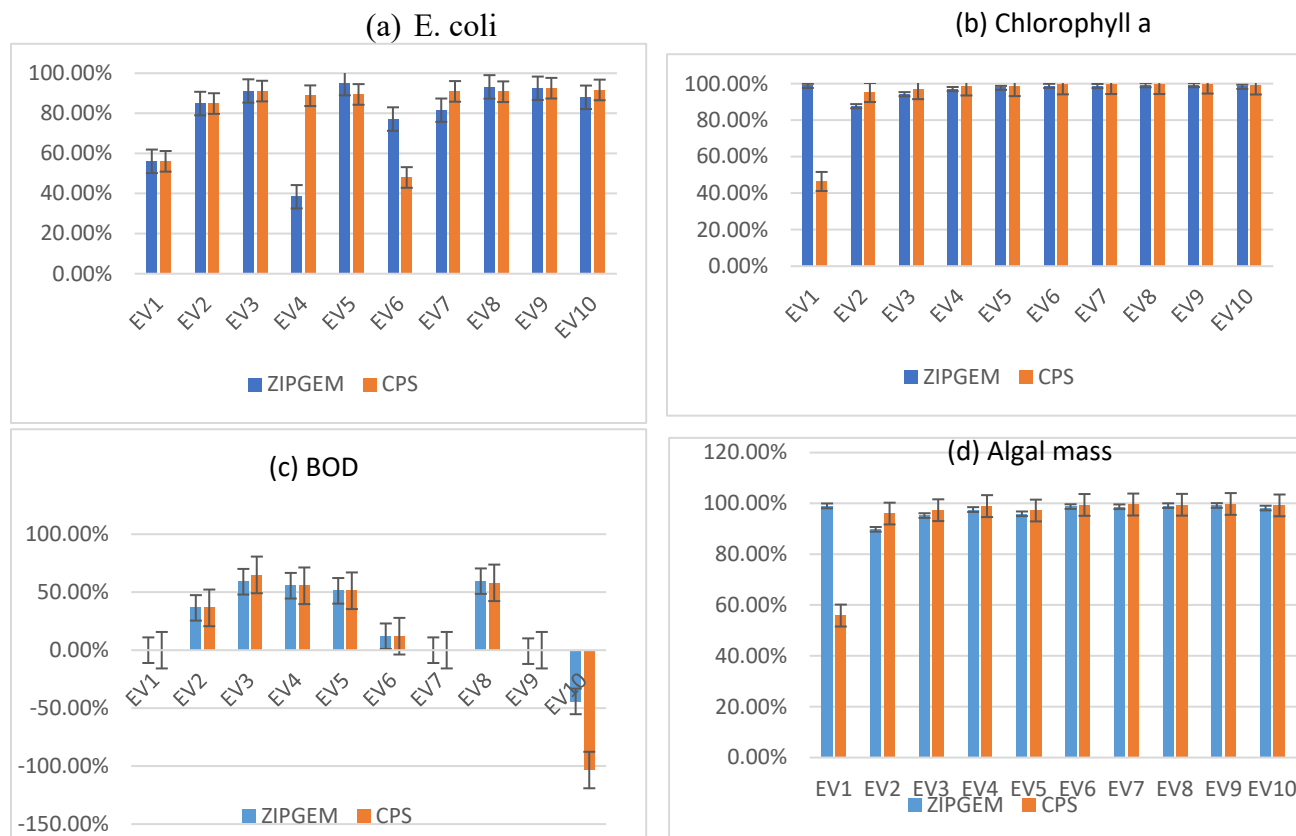 (a) E. coli
100.00%
80.00%
60.00%
40.00%
20.00%
0.00%
EV1 EV2 EV3 EV4 EV5 EV6 EV7 EV8 EV9 EV10
ZIPGEM CPS
(b) Chlorophyll a
100.00%
80.00%
60.00%
40.00%
20.00%
0.00%
EV1 EV2 EV3 EV4 EV5 EV6 EV7 EV8 EV9 EV10
ZIPGEM CPS
(c) BOD
100.00%
50.00%
0.00%
-50.00%
-100.00%
-150.00%
EV1 EV2 EV3 EV4 EV5 EV6 EV7 EV8 EV9 EV10
ZIPGEM CPS
(d) Algal mass
120.00%
100.00%
80.00%
60.00%
40.00%
20.00%
0.00%
EV1 EV2 EV3 EV4 EV5 EV6 EV7 EV8 EV9 EV10
ZIPGEM CPS